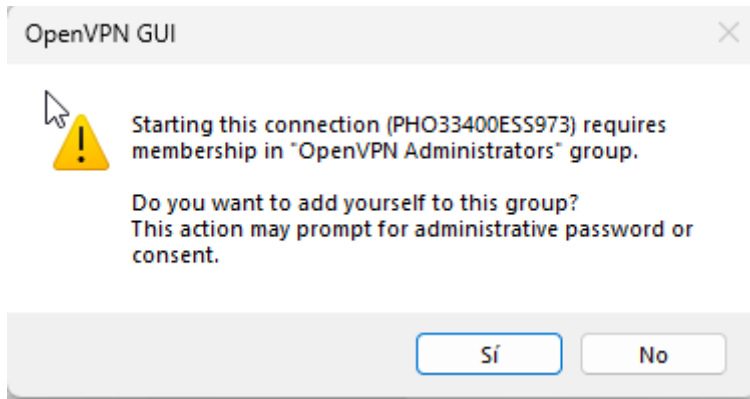 OpenVPN GUI
Starting this connection (PHO33400ESS973) requires
membership in "OpenVPN Administrators" group.
Do you want to add yourself to this group?
This action may prompt for administrative password or
consent.
Sí
No